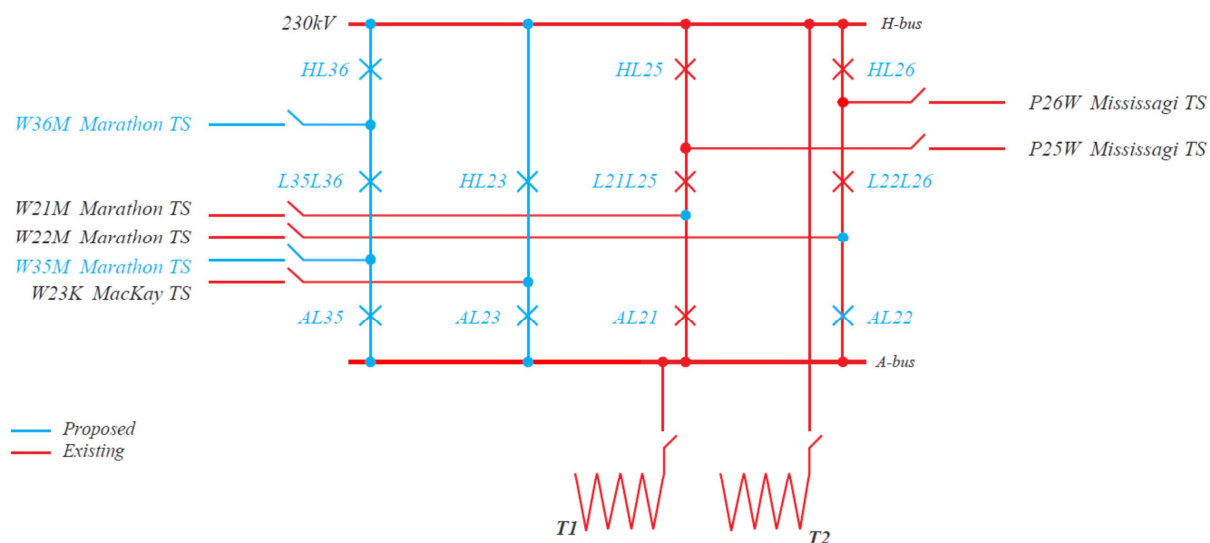 230kV
H-bus
HL36
HL25
HL26
P26W Mississagi TS
W36M Marathon TS
P25W Mississagi TS
L35L36
HL23
L21L25
L22L26
W21M Marathon TS
W22M Marathon TS
W35M Marathon TS
W23K MacKay TS
AL35
AL23
AL21
AL22
A-bus
Proposed
Existing
T1
T2